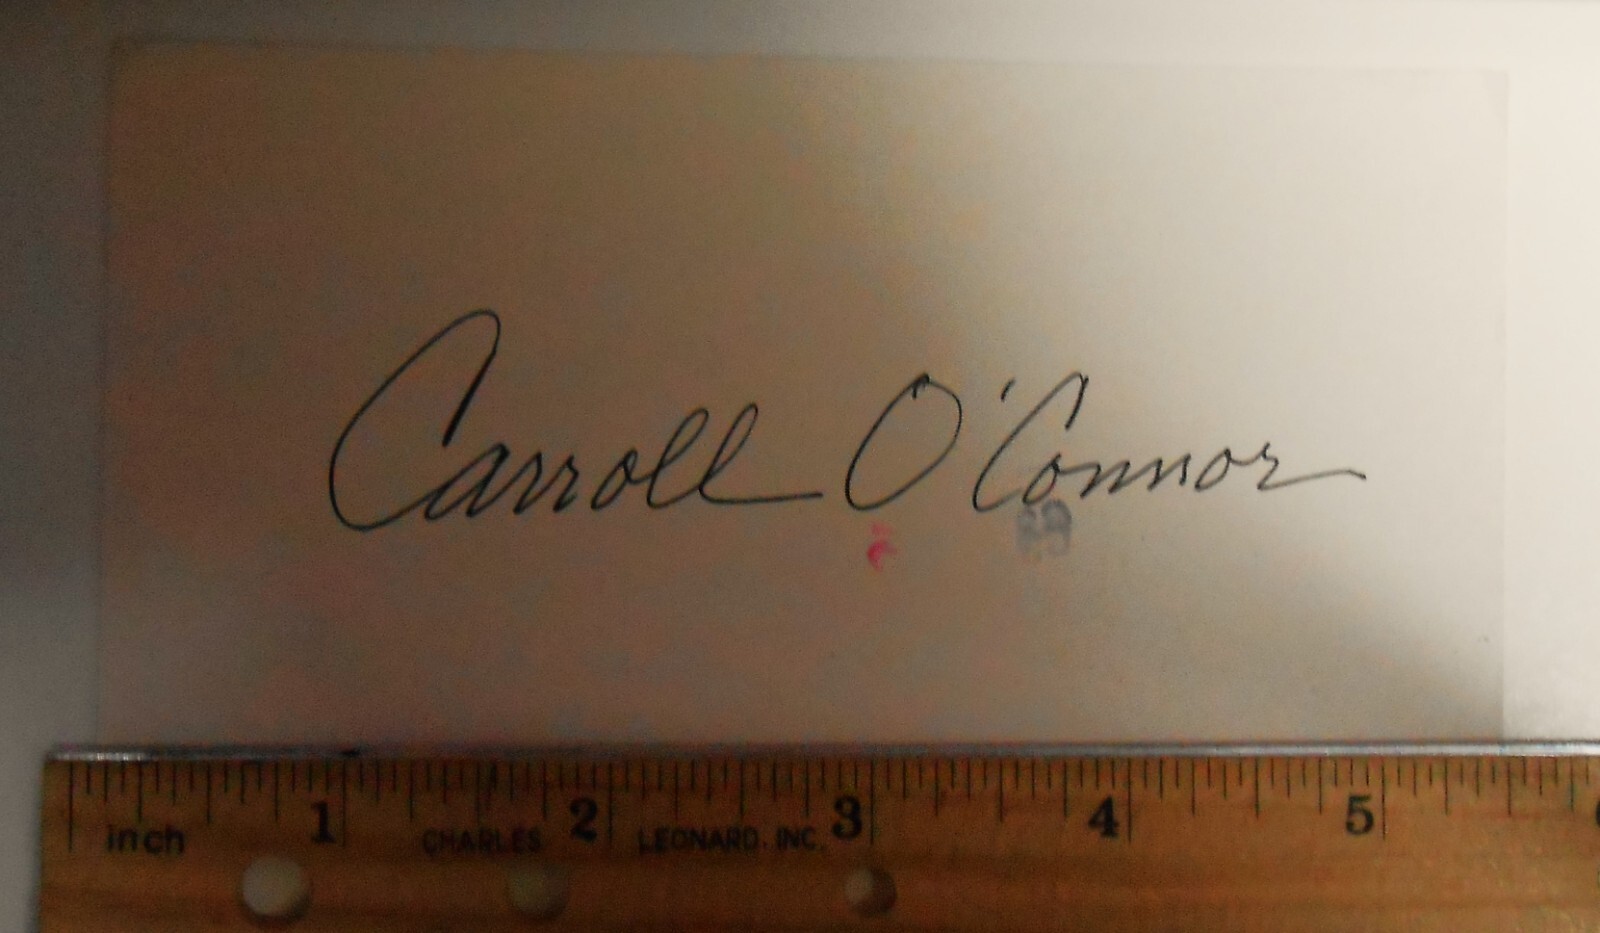 Carroll O'Connor
1 2 3 4 5
inch CHARLES LEONARD, INC.